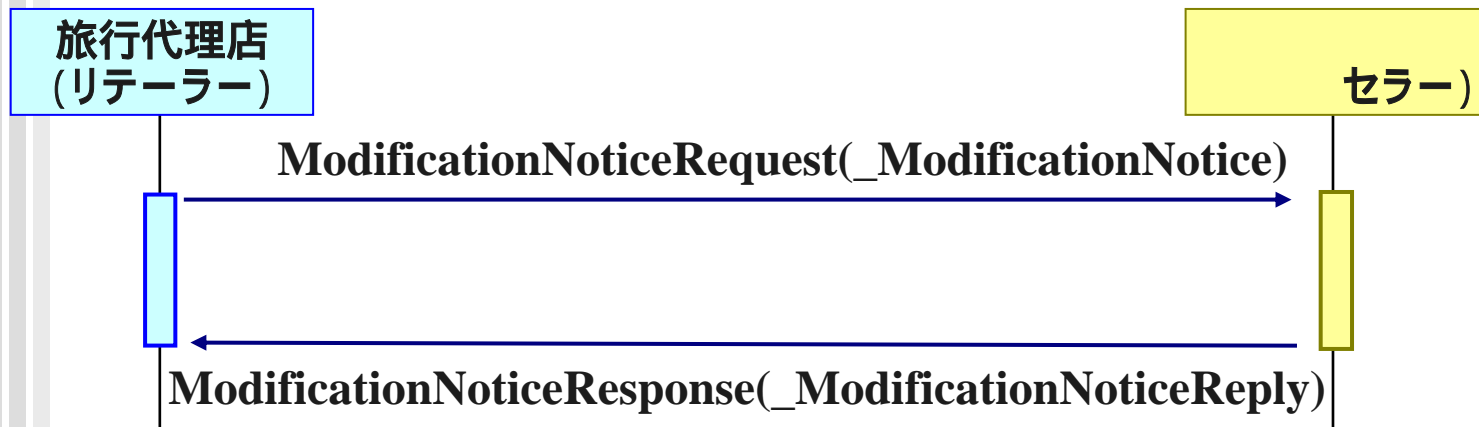 旅行代理店
(リテーラー)
セラー)
ModificationNoticeRequest(_ModificationNotice)
ModificationNoticeResponse(_ModificationNoticeReply)